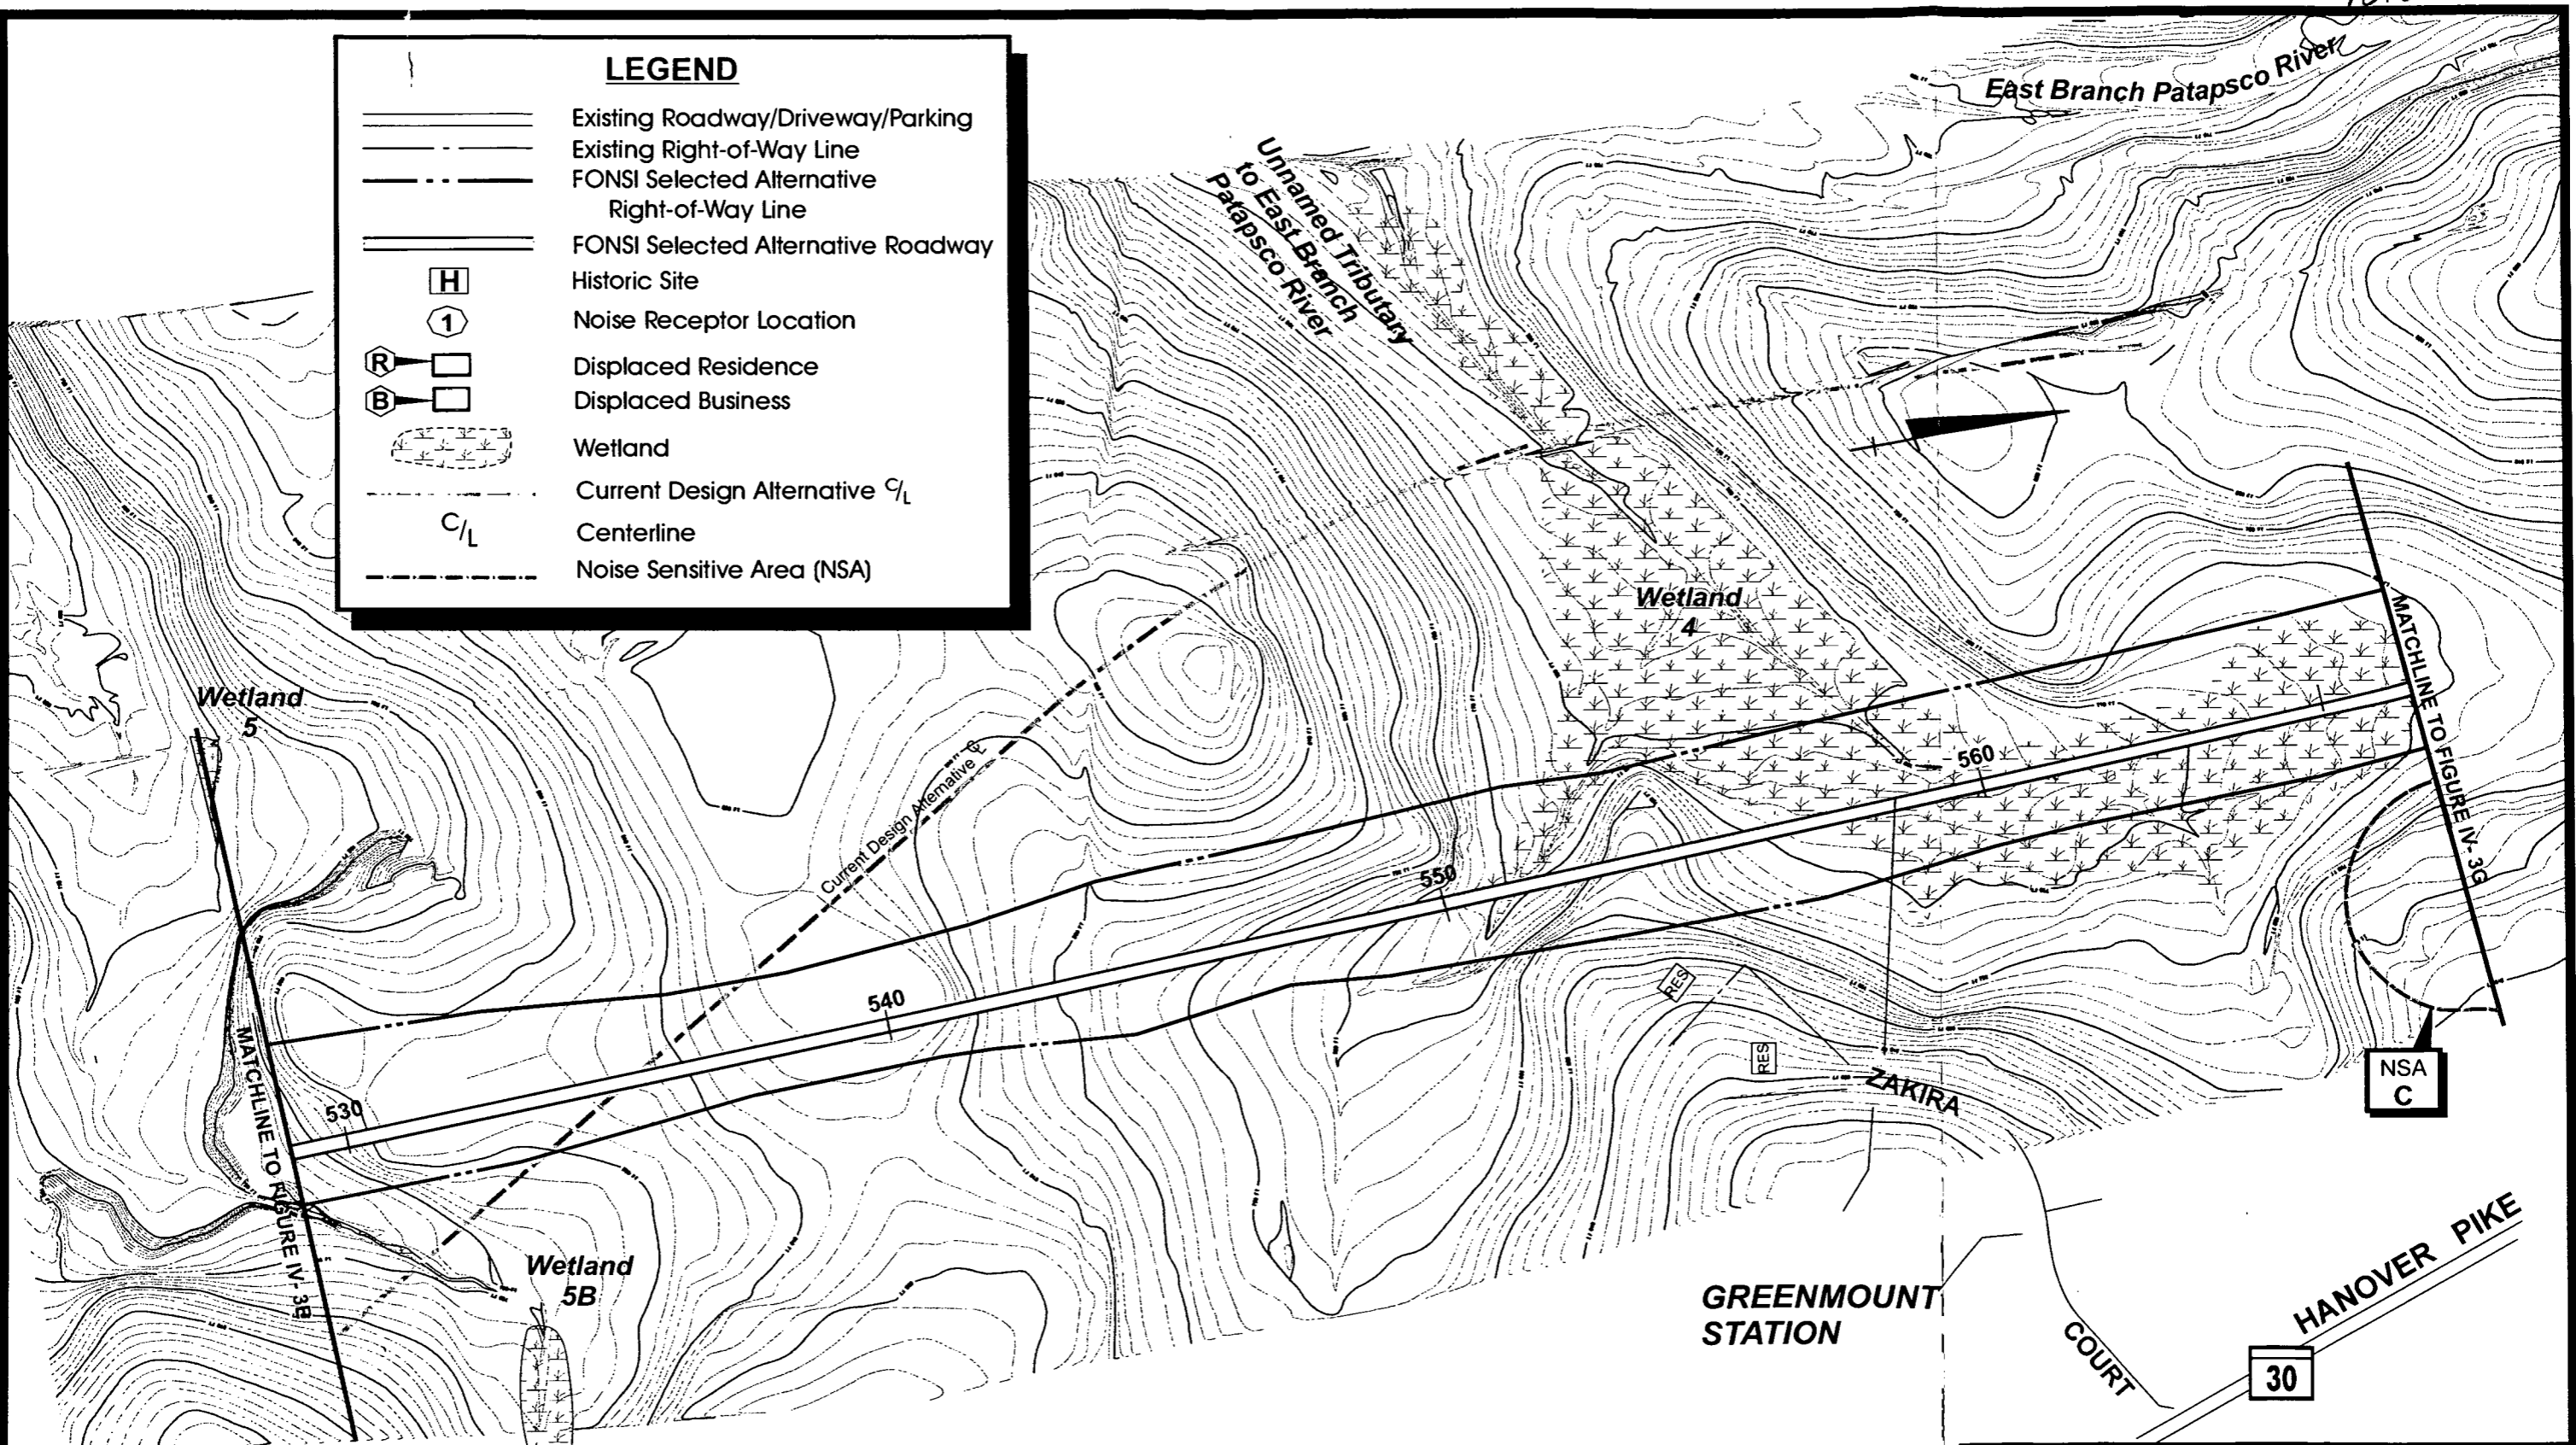 LEGEND
Existing Roadway/Driveway/Parking
Existing Right-of-Way Line
FONSI Selected Alternative
Right-of-Way Line
FONSI Selected Alternative Roadway
H
Historic Site
1
Noise Receptor Location
R
Displaced Residence
B
Displaced Business
Wetland
Current Design Alternative C/L
C/L
Centerline
Noise Sensitive Area (NSA)
East Branch Patapsco River
Unnamed Tributary
to East Branch
Patapsco River
Wetland
4
Wetland
5
Current Design Alternative C/L
MATCHLINE TO FIGURE IV-3G
560
550
540
530
RES
RES
ZAKIRA
NSA
C
MATCHLINE TO FIGURE IV-3B
Wetland
5B
GREENMOUNT
STATION
COURT
HANOVER PIKE
30